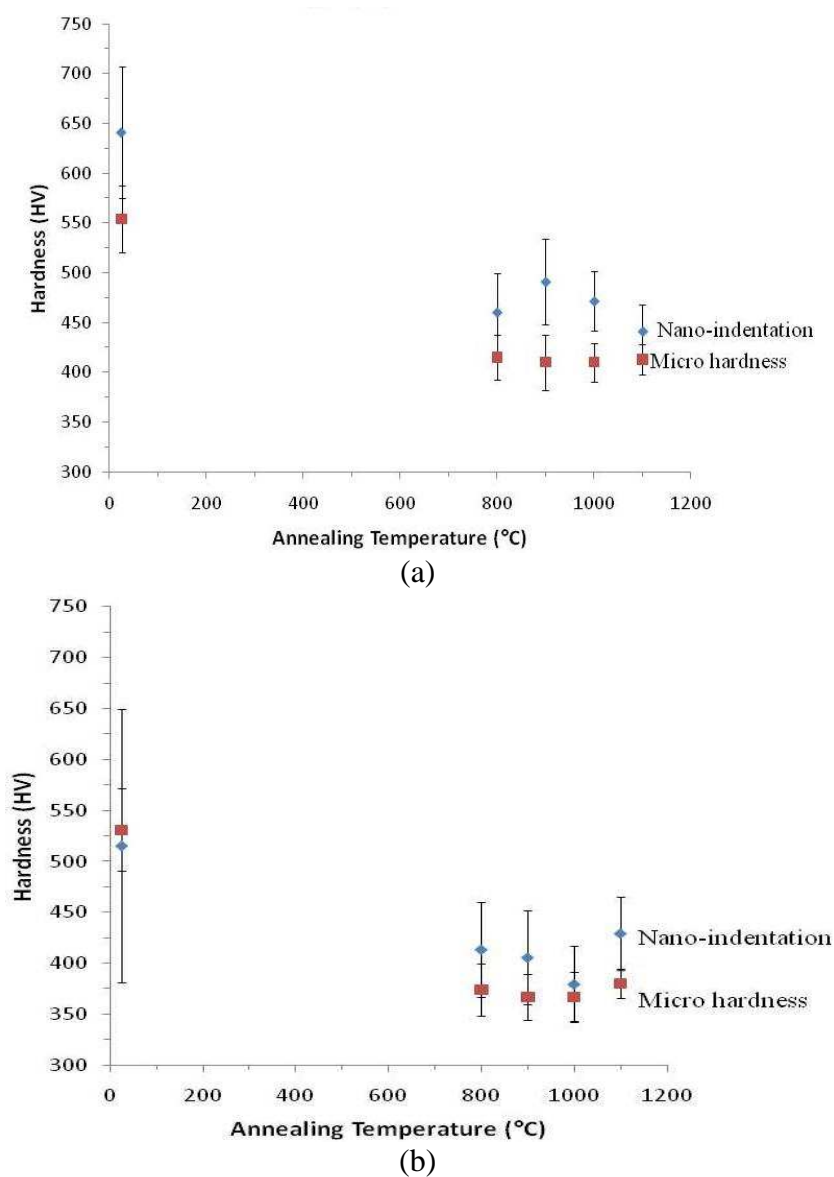 750
700
650
600
550
500
450
400
350
300
Hardness (HV)
Nano-indentation
Micro hardness
0 200 400 600 800 1000 1200
Annealing Temperature (°C)
(a)
750
700
650
600
550
500
450
400
350
300
Hardness (HV)
Nano-indentation
Micro hardness
0 200 400 600 800 1000 1200
Annealing Temperature (°C)
(b)